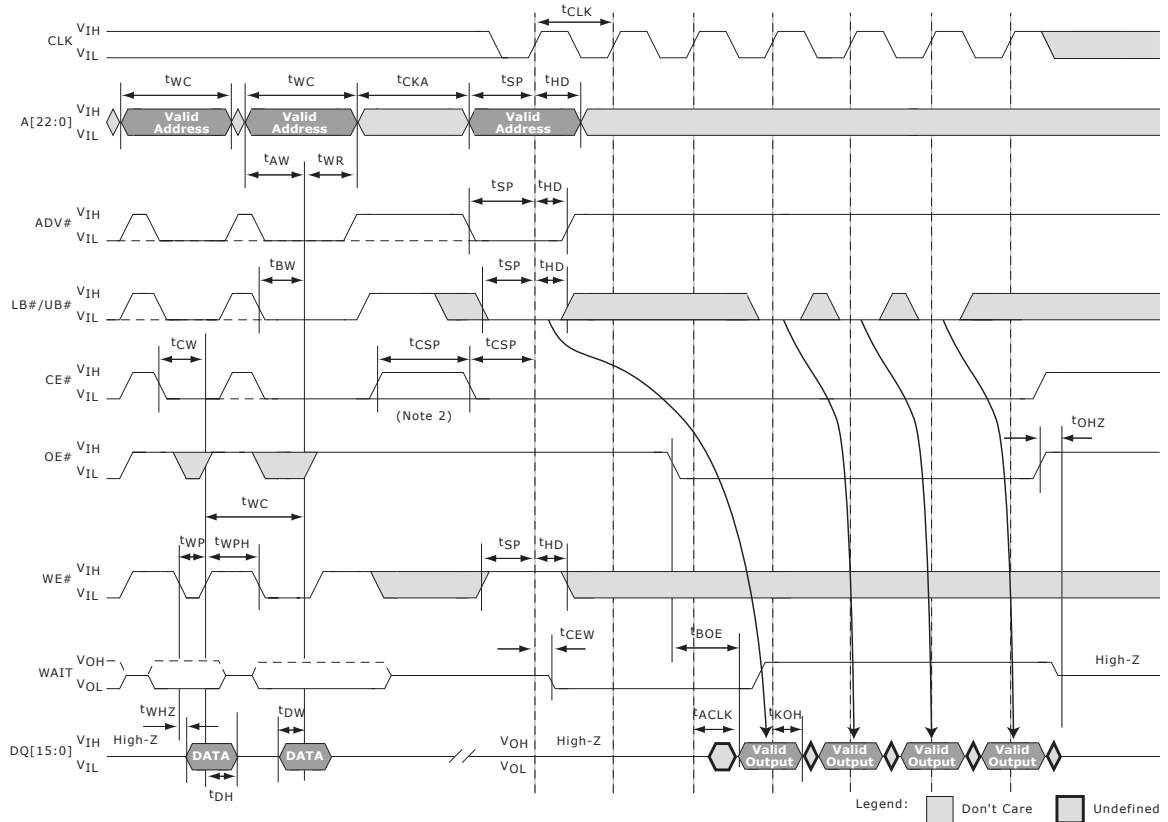 tCLK
CLK VIH
VIL
tWC tWC tCKA tSP tHD
A[22:0] VIH
VIL
Valid Address Valid Address Valid Address
tAW tWR
tSP tHD
ADV# VIH
VIL
tBW tSP tHD
LB#/UB# VIH
VIL
tCW tCSP tCSP
CE# VIH
VIL
(Note 2)
tOHZ
OE# VIH
VIL
tWC
tWP tWPH tSP tHD
WE# VIH
VIL
tCEW tBOE
WAIT VOH
VOL
High-Z
tWHZ tDW tACLK tKOH
DQ[15:0] VIH
VIL
High-Z DATA DATA VOH
VOL
High-Z Valid Output Valid Output Valid Output Valid Output
tDH
Legend: Don't Care Undefined